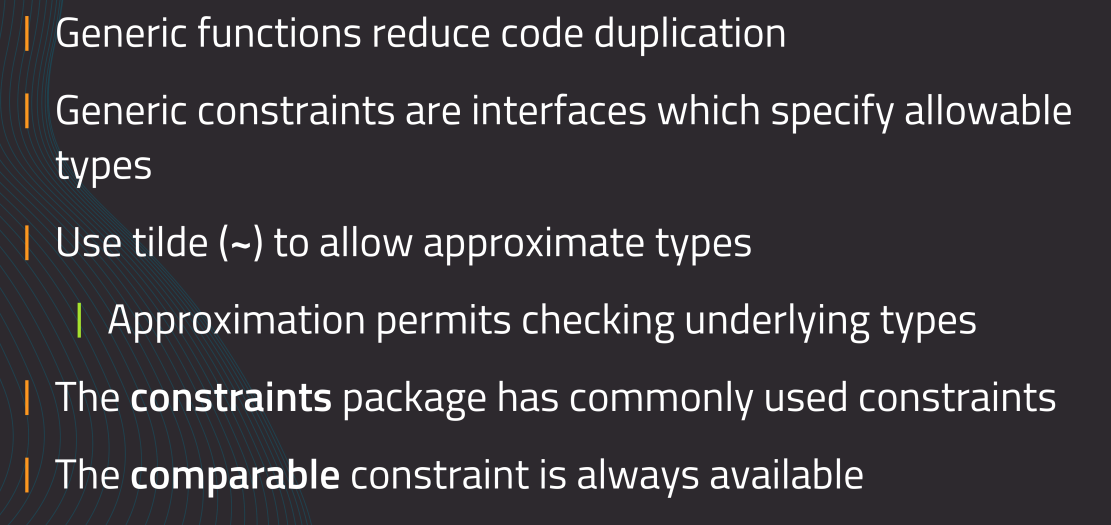 Generic functions reduce code duplication
Generic constraints are interfaces which specify allowable
types
Use tilde (~) to allow approximate types
Approximation permits checking underlying types
The constraints package has commonly used constraints
The comparable constraint is always available